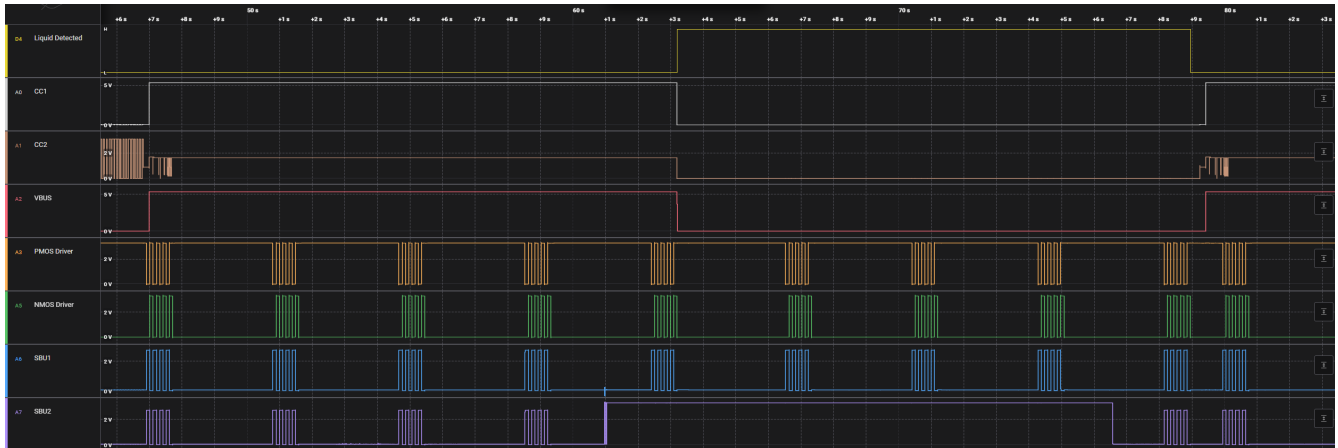 50 s 60 s 70 s 80 s
+6 s +7 s +8 s +9 s +1 s +2 s +3 s +4 s +5 s +6 s +7 s +8 s +9 s +1 s +2 s +3 s +4 s +5 s +6 s +7 s +8 s +9 s +1 s +2 s +3 s +4 s +5 s +6 s +7 s +8 s +9 s +1 s +2 s +3 s
D4 Liquid Detected H
L
A0 CC1 5 V
0 V
A1 CC2 2 V
0 V
A2 VBUS 5 V
0 V
A3 PMOS Driver 2 V
0 V
A5 NMOS Driver 2 V
0 V
A6 SBU1 2 V
0 V
A7 SBU2 2 V
0 V